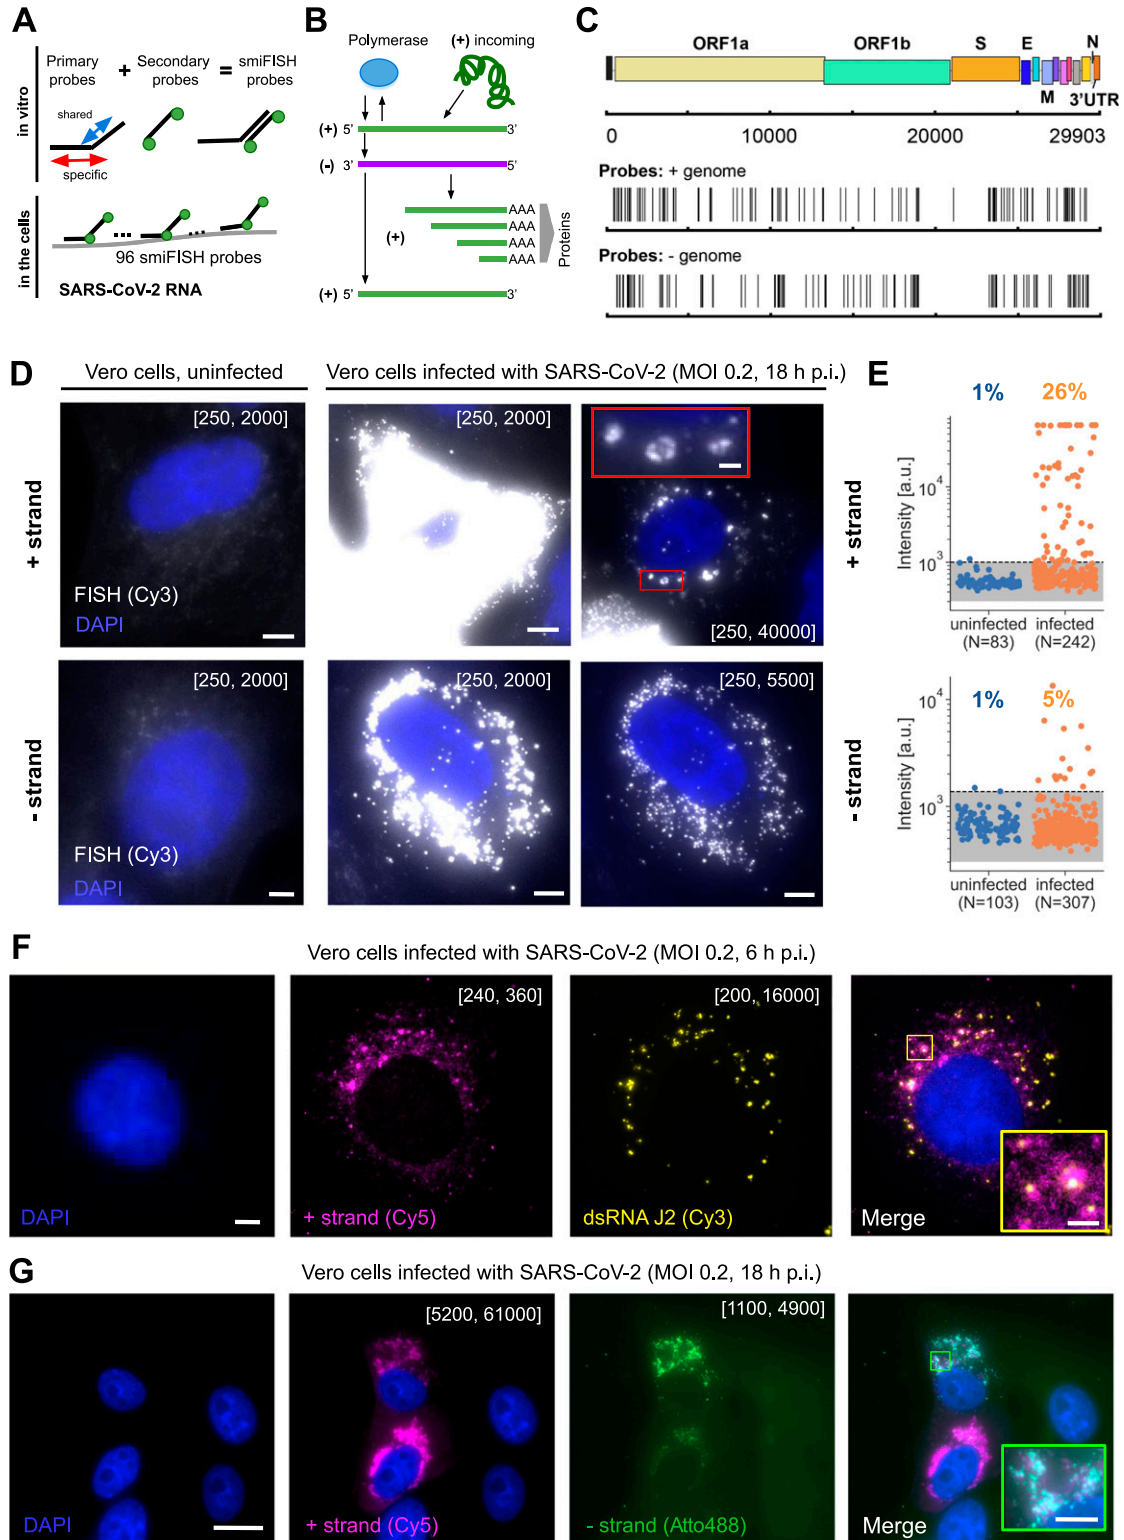 A
in vitro
Primary probes + Secondary probes = smiFISH probes
shared
specific
in the cells
96 smiFISH probes
SARS-CoV-2 RNA
B
Polymerase
(+) incoming
(+) 5' 3'
(-) 3' 5'
AAA
(+) AAA
AAA
AAA
Proteins
(+) 5' 3'
C
ORF1a ORF1b S E N
M 3'UTR
0 10000 20000 29903
Probes: + genome
Probes: - genome
D
Vero cells, uninfected
Vero cells infected with SARS-CoV-2 (MOI 0.2, 18 h p.i.)
+ strand
[250, 2000]
FISH (Cy3)
DAPI
[250, 2000]
[250, 40000]
- strand
[250, 2000]
FISH (Cy3)
DAPI
[250, 2000]
[250, 5500]
E
+ strand
1% 26%
Intensity [a.u.]
10^4
10^3
uninfected (N=83)
infected (N=242)
- strand
1% 5%
Intensity [a.u.]
10^4
10^3
uninfected (N=103)
infected (N=307)
F
Vero cells infected with SARS-CoV-2 (MOI 0.2, 6 h p.i.)
DAPI
[240, 360]
+ strand (Cy5)
[200, 16000]
dsRNA J2 (Cy3)
Merge
G
Vero cells infected with SARS-CoV-2 (MOI 0.2, 18 h p.i.)
DAPI
[5200, 61000]
+ strand (Cy5)
[1100, 4900]
- strand (Atto488)
Merge